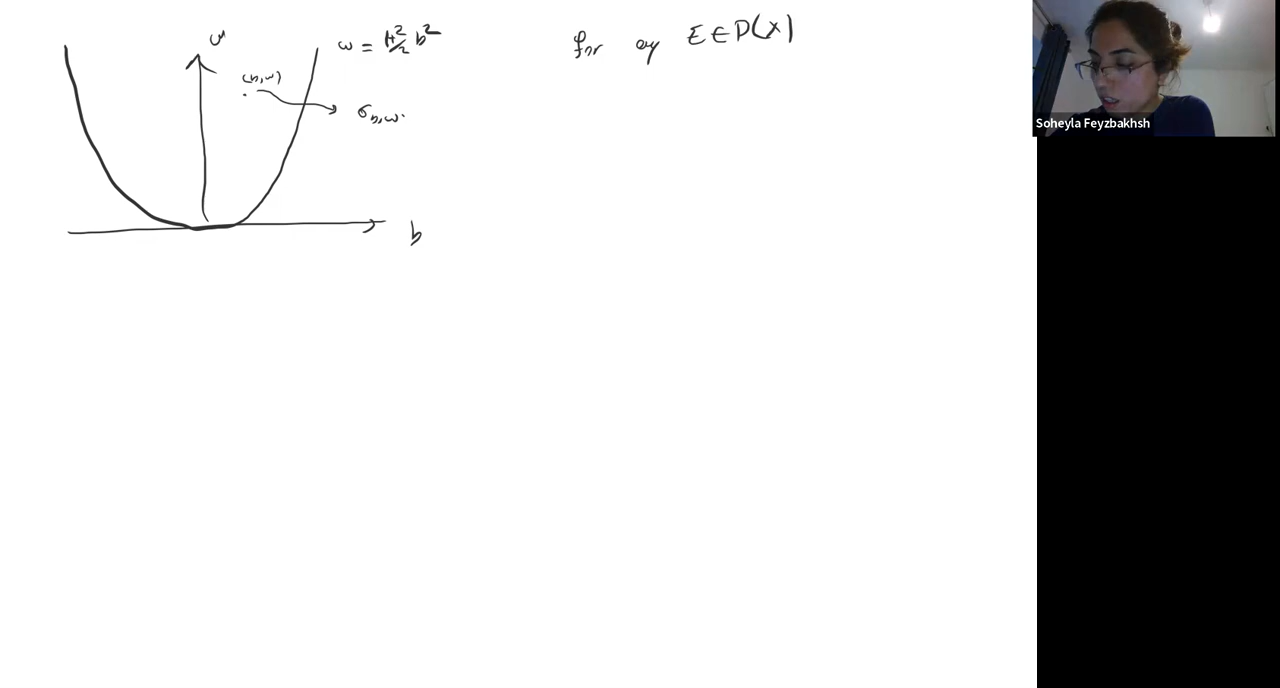 w
w = H²/2 b²
(b,w)
σ_{b,w}.
b
for any E ∈ D(X)
Soheyla Feyzbakhsh